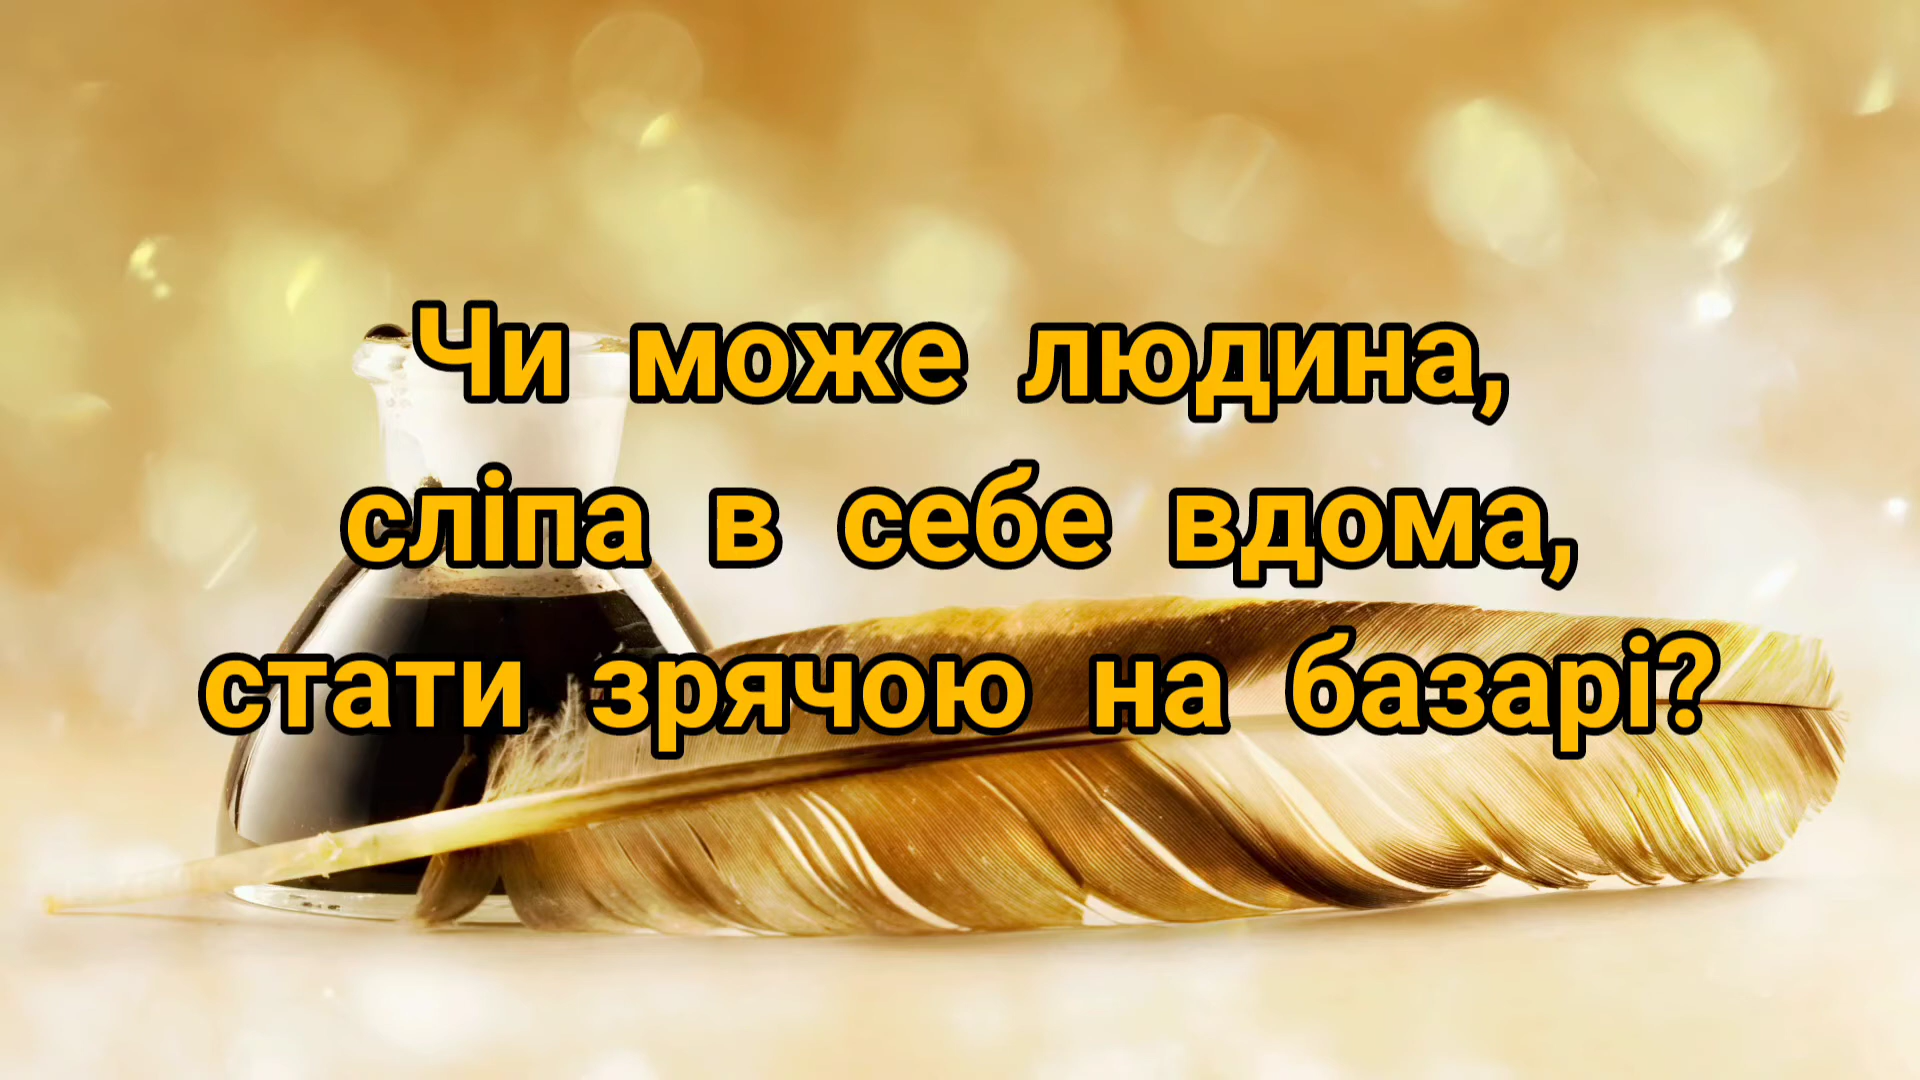 Чи може людина,
сліпа в себе вдома,
стати зрячою на базарі?